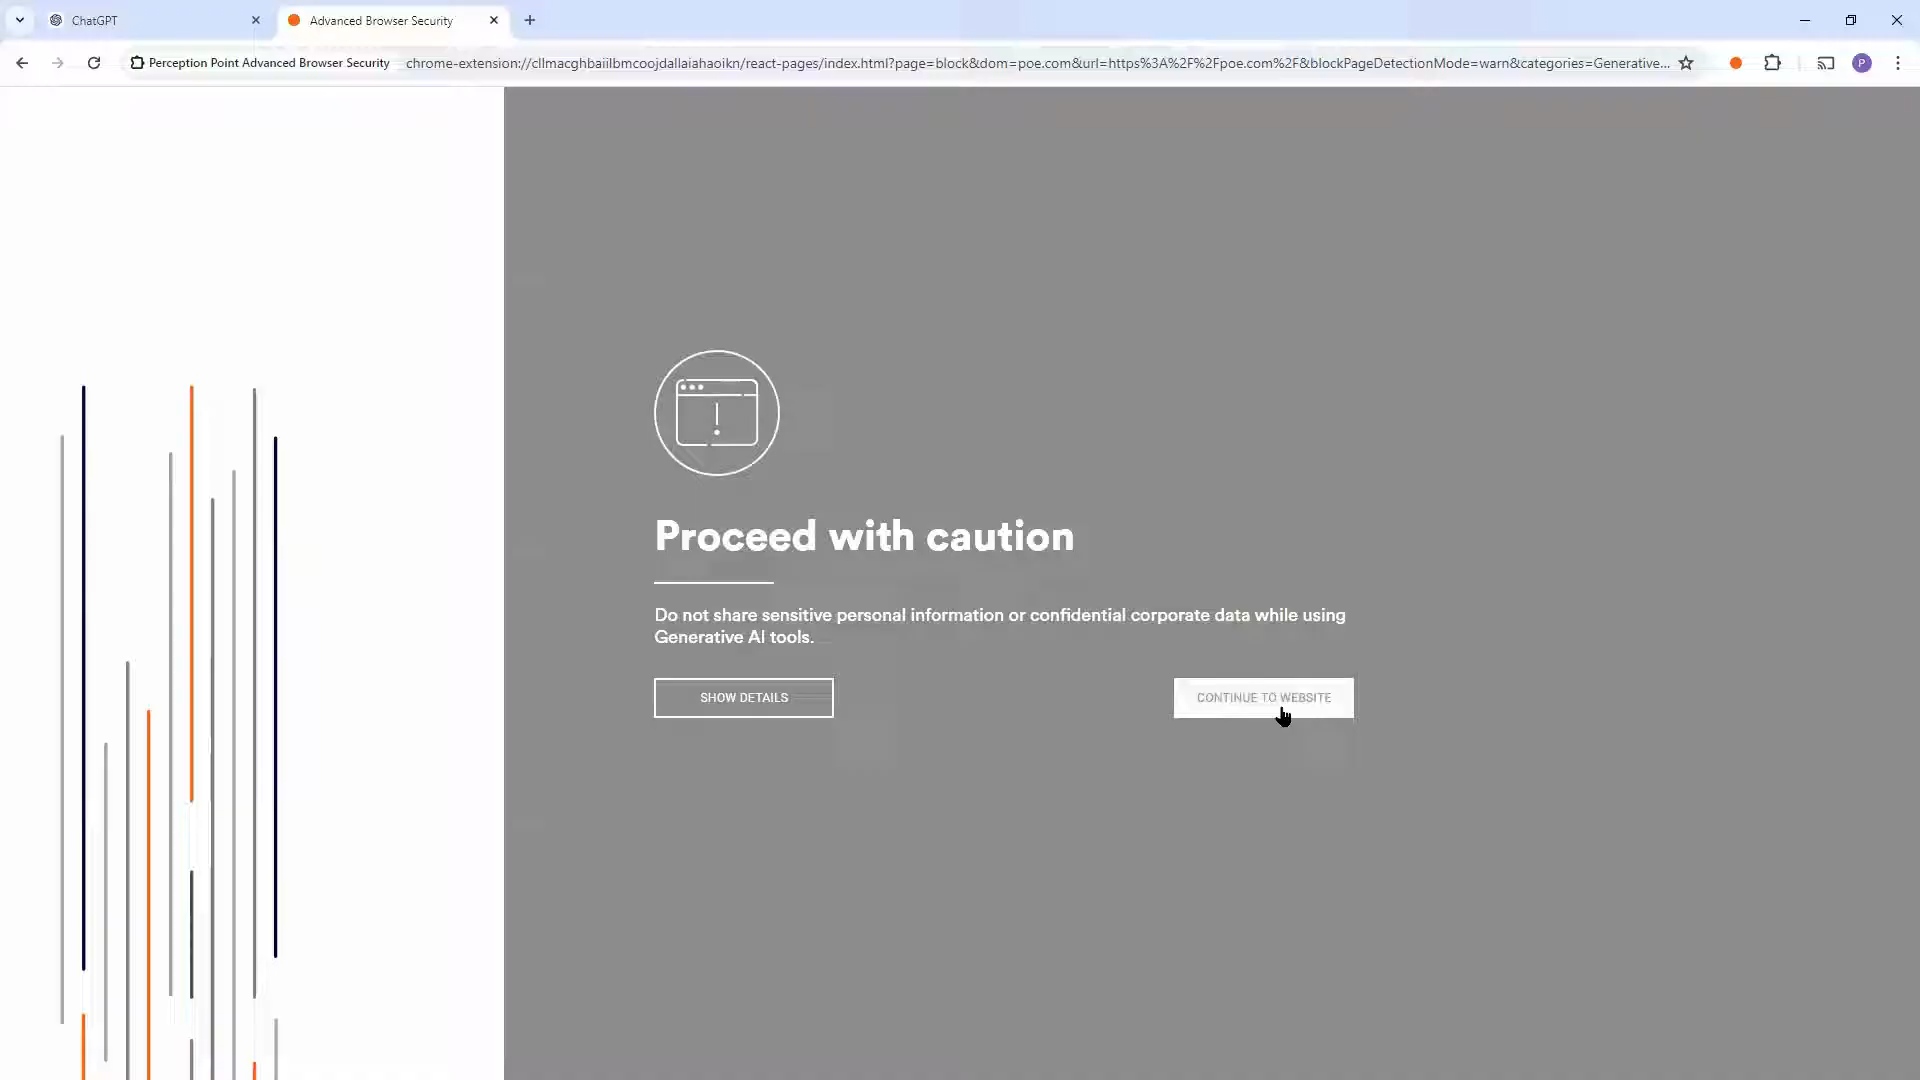 ChatGPT
Advanced Browser Security
Perception Point Advanced Browser Security
chrome-extension://cllmacghbaiilbmcoojdallaiahaoikn/react-pages/index.html?page=block&dom=poe.com&url=https%3A%2F%2Fpoe.com%2F&blockPageDetectionMode=warn&categories=Generative...
P
Proceed with caution
Do not share sensitive personal information or confidential corporate data while using
Generative AI tools.
SHOW DETAILS
CONTINUE TO WEBSITE